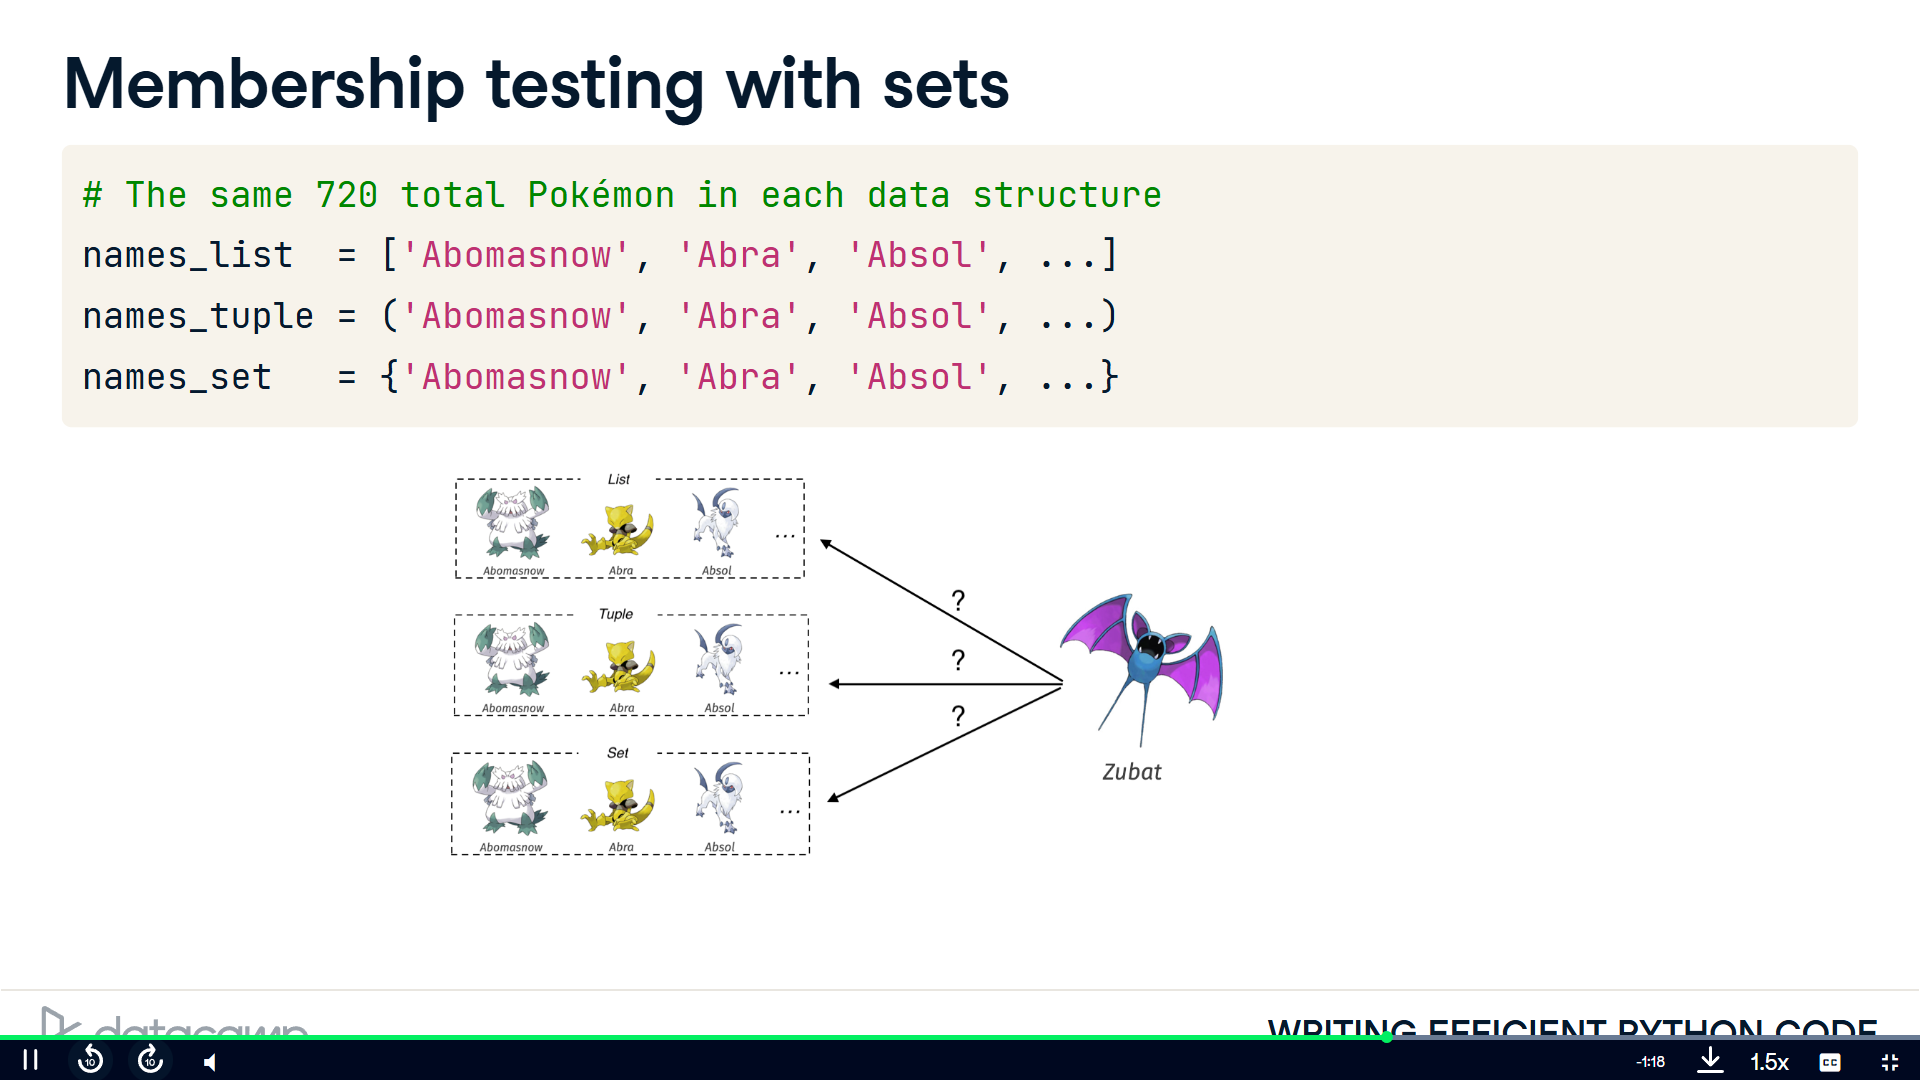 Membership testing with sets
# The same 720 total Pokémon in each data structure
names_list  = ['Abomasnow', 'Abra', 'Absol', ...]
names_tuple = ('Abomasnow', 'Abra', 'Absol', ...)
names_set   = {'Abomasnow', 'Abra', 'Absol', ...}
List
...
Abomasnow Abra Absol
?
Tuple
?
...
Abomasnow Abra Absol
?
Set
Zubat
...
Abomasnow Abra Absol
datacamp
WRITING EFFICIENT PYTHON CODE
10 10 -1:18 1.5x CC